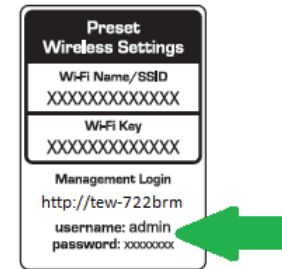 Preset
Wireless Settings
Wi-Fi Name/SSID
XXXXXXXXXXXXX
Wi-Fi Key
XXXXXXXXXXXXX
Management Login
http://tew-722brm
username: admin
password: xxxxxxxx